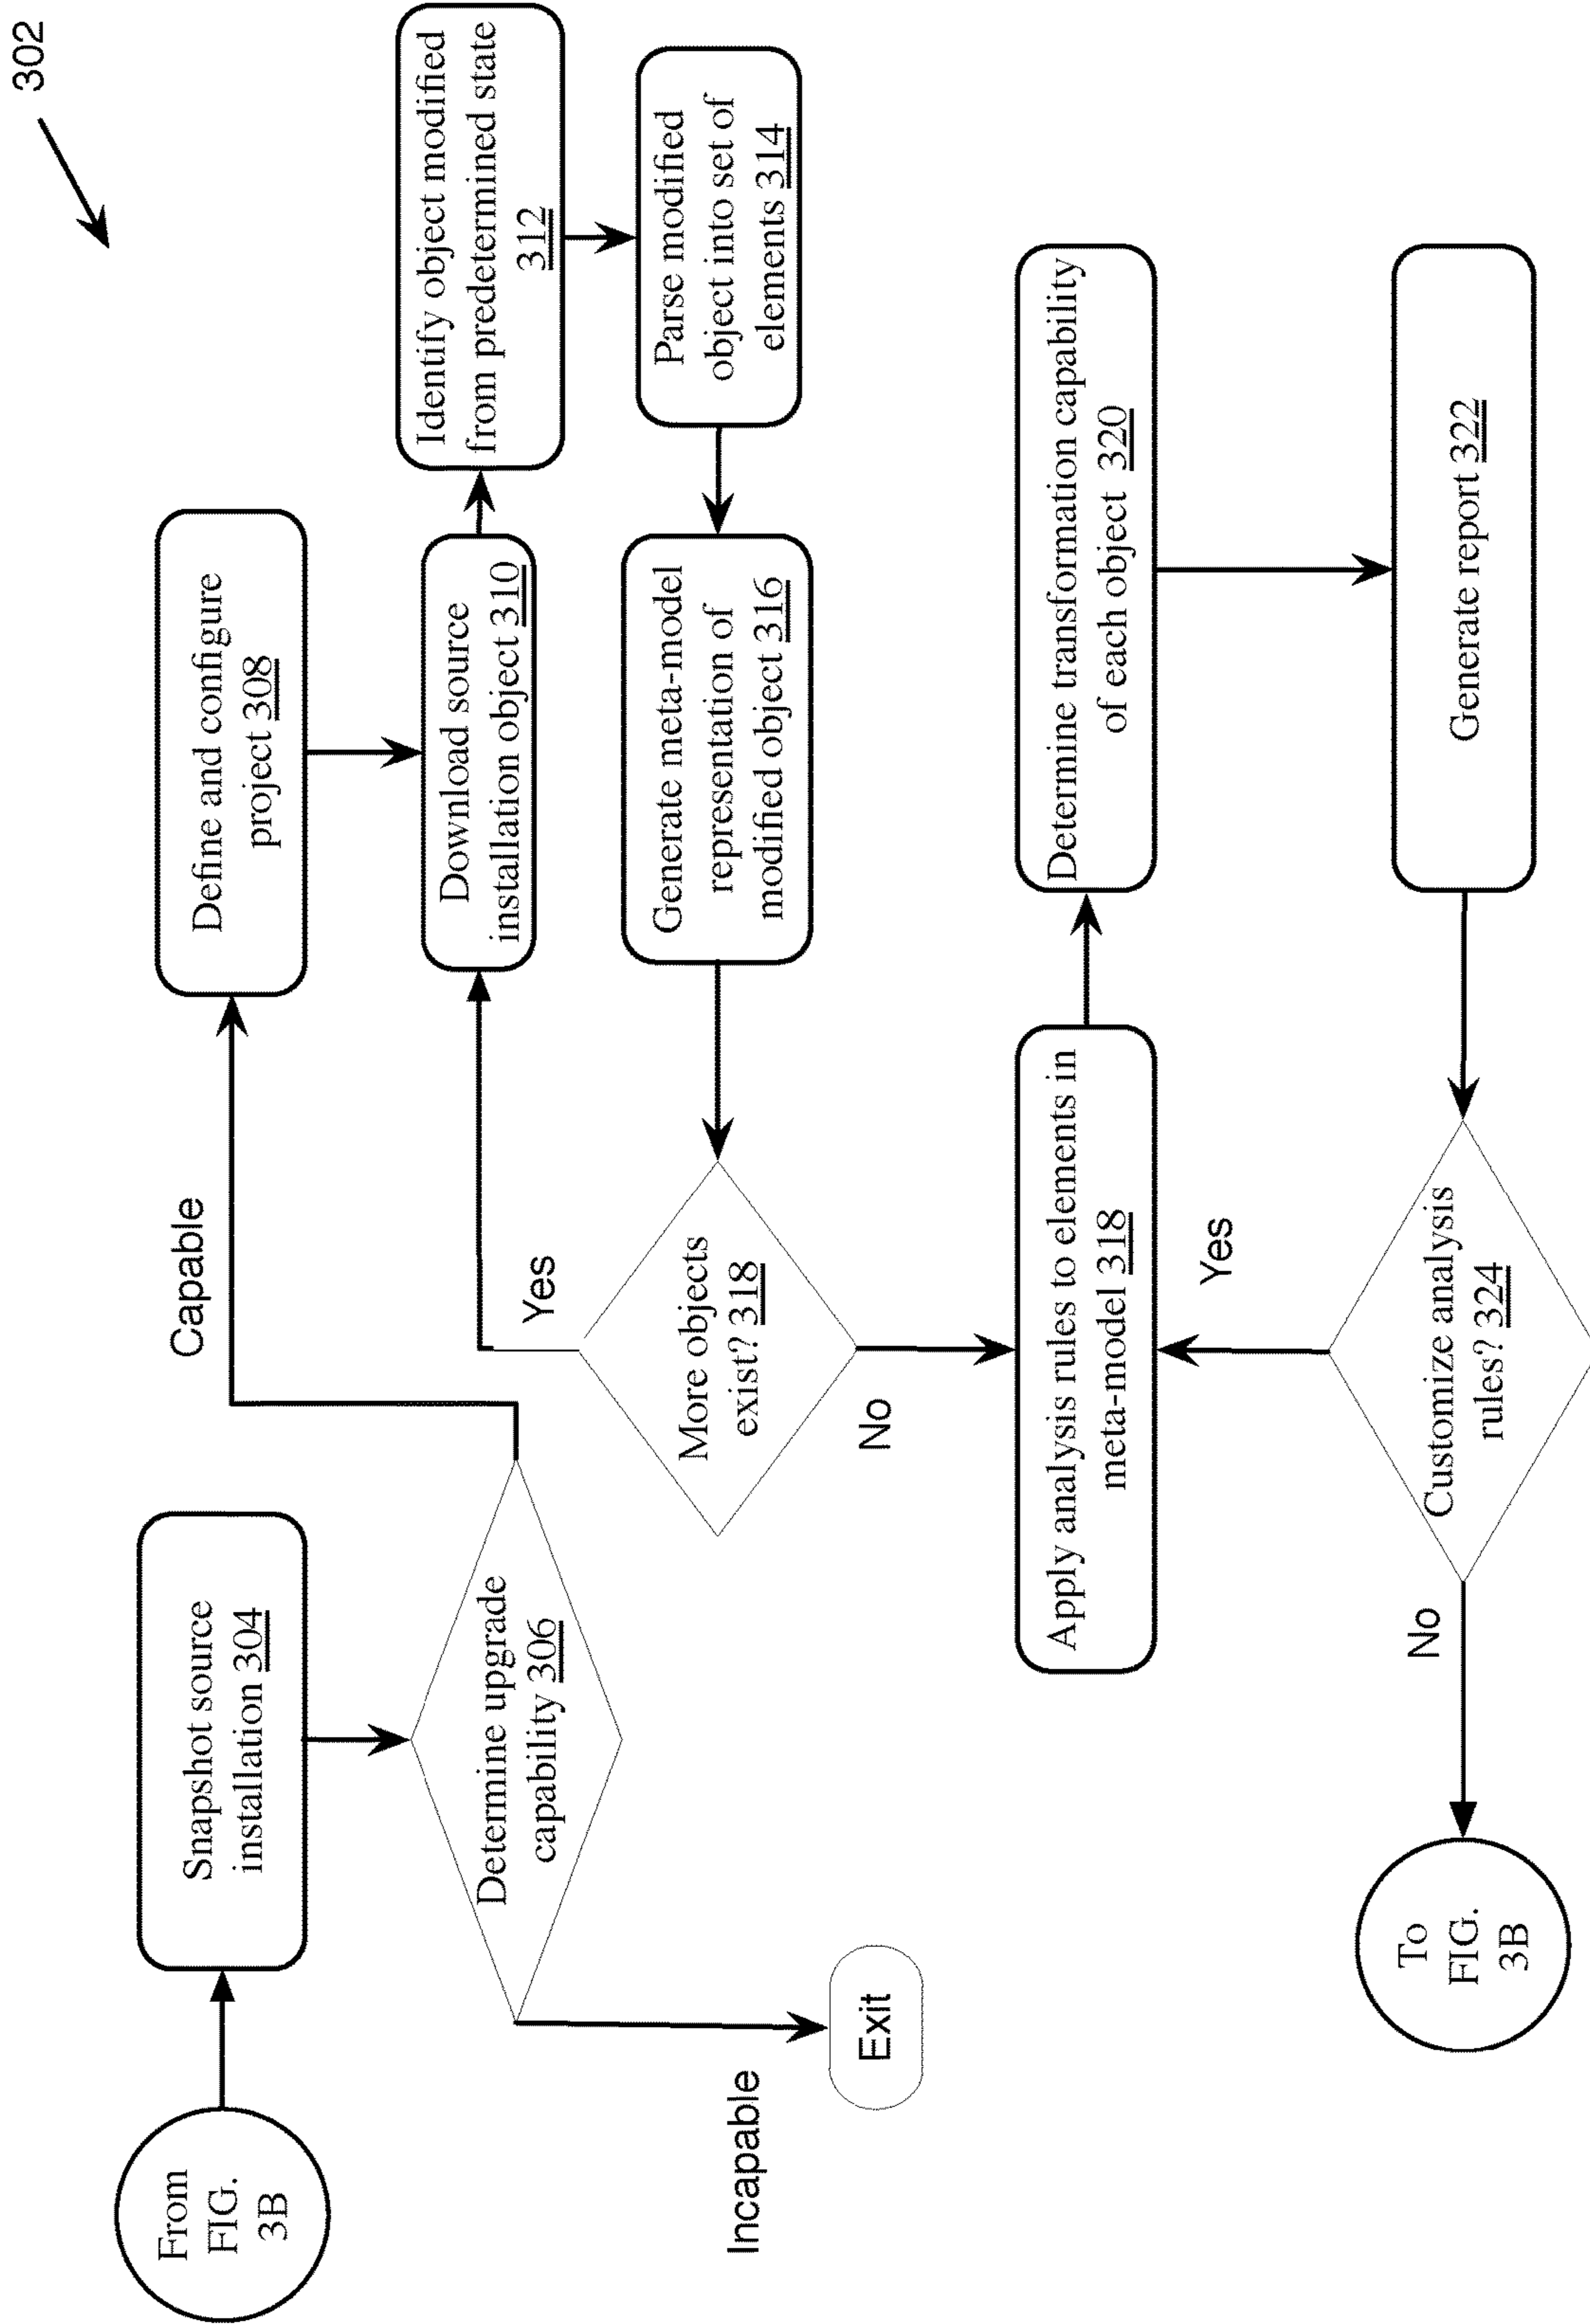 302
From
FIG.
3B
Snapshot source
installation 304
Determine upgrade
capability 306
Incapable
Exit
Capable
Define and configure
project 308
Download source
installation object 310
Identify object modified
from predetermined state
312
Parse modified
object into set of
elements 314
Generate meta-model
representation of
modified object 316
More objects
exist? 318
Yes
No
Apply analysis rules to elements in
meta-model 318
Determine transformation capability
of each object 320
Generate report 322
Customize analysis
rules? 324
Yes
No
To
FIG.
3B